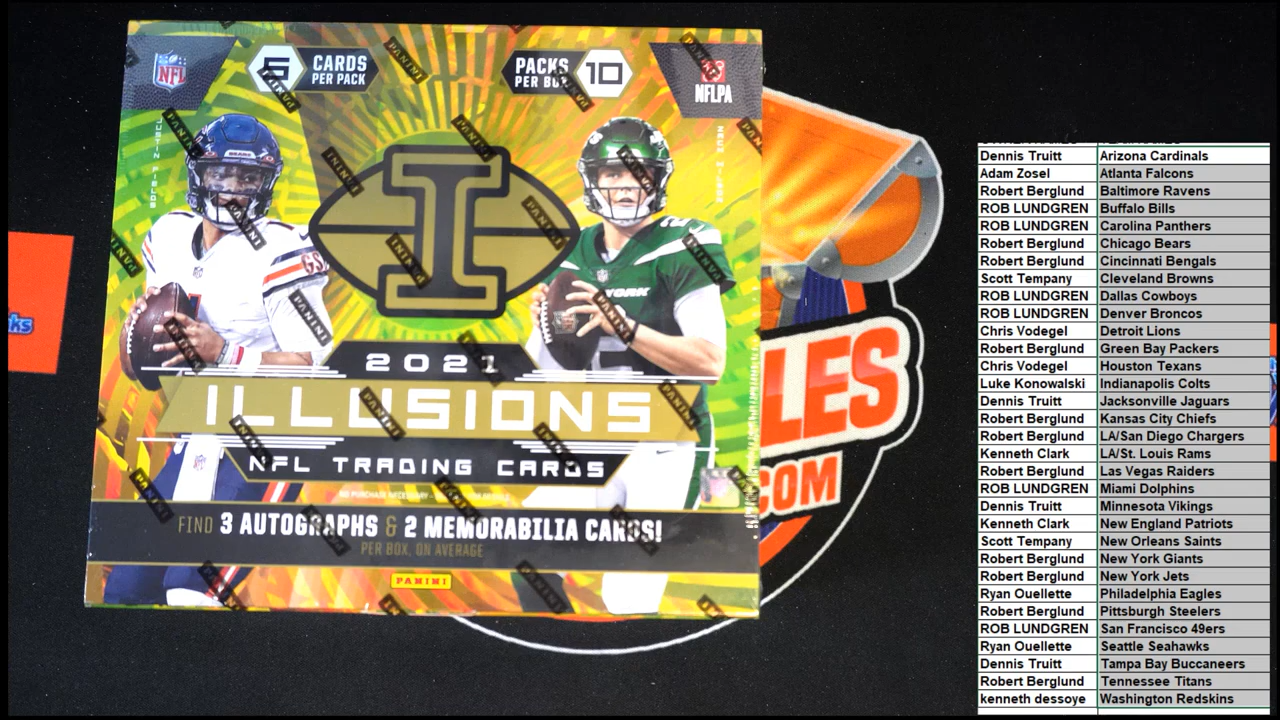 NFL
6
CARDS
PER PACK
PACKS
PER BOX
10
NFLPA
JUSTIN FIELDS
BEARS
YORK
2021
ILLUSIONS
NFL TRADING CARDS
FIND 3 AUTOGRAPHS & 2 MEMORABILIA CARDS!
PER BOX, ON AVERAGE
PANINI
LES
.COM
ks
Dennis Truitt Arizona Cardinals
Adam Zosel Atlanta Falcons
Robert Berglund Baltimore Ravens
ROB LUNDGREN Buffalo Bills
ROB LUNDGREN Carolina Panthers
Robert Berglund Chicago Bears
Robert Berglund Cincinnati Bengals
Scott Tempany Cleveland Browns
ROB LUNDGREN Dallas Cowboys
ROB LUNDGREN Denver Broncos
Chris Vodegel Detroit Lions
Robert Berglund Green Bay Packers
Chris Vodegel Houston Texans
Luke Konowalski Indianapolis Colts
Dennis Truitt Jacksonville Jaguars
Robert Berglund Kansas City Chiefs
Robert Berglund LA/San Diego Chargers
Kenneth Clark LA/St. Louis Rams
Robert Berglund Las Vegas Raiders
ROB LUNDGREN Miami Dolphins
Dennis Truitt Minnesota Vikings
Kenneth Clark New England Patriots
Scott Tempany New Orleans Saints
Robert Berglund New York Giants
Robert Berglund New York Jets
Ryan Ouellette Philadelphia Eagles
Robert Berglund Pittsburgh Steelers
ROB LUNDGREN San Francisco 49ers
Ryan Ouellette Seattle Seahawks
Dennis Truitt Tampa Bay Buccaneers
Robert Berglund Tennessee Titans
kenneth dessoye Washington Redskins